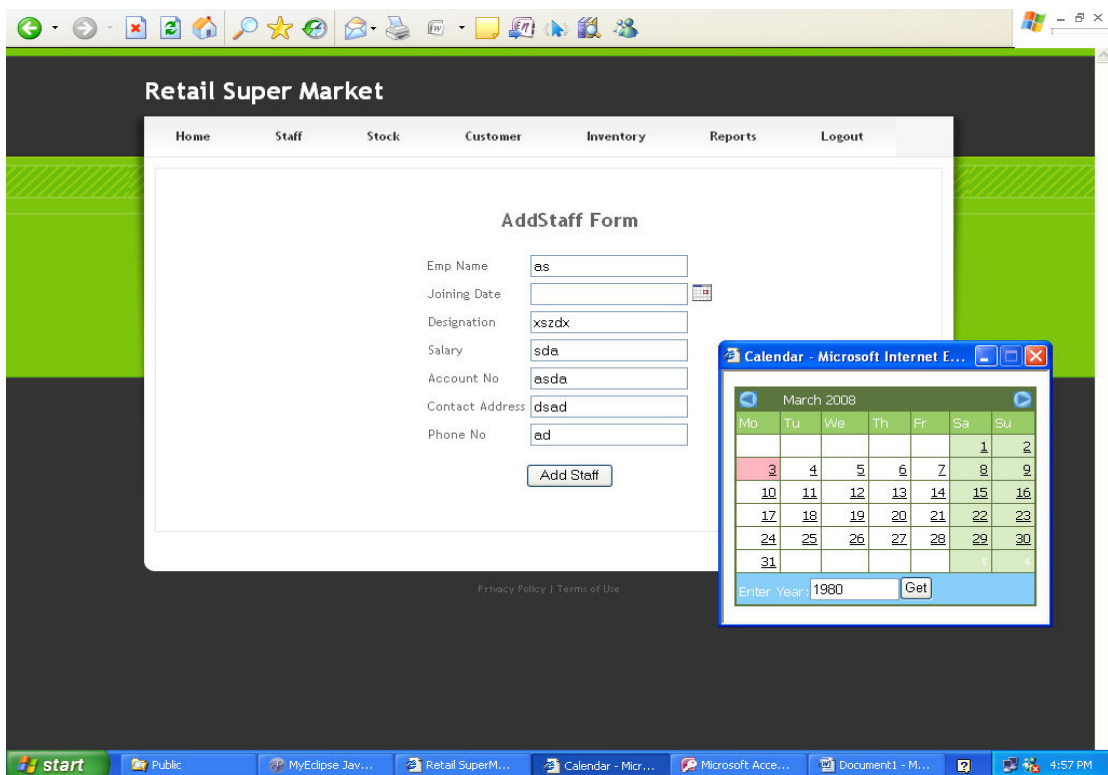 Retail Super Market
Home Staff Stock Customer Inventory Reports Logout
AddStaff Form
Emp Name as
Joining Date
Designation xszdx
Salary sda
Account No asda
Contact Address dsad
Phone No ad
Add Staff
Calendar - Microsoft Internet E...
March 2008
Mo Tu We Th Fr Sa Su
1 2
3 4 5 6 7 8 9
10 11 12 13 14 15 16
17 18 19 20 21 22 23
24 25 26 27 28 29 30
31 5 6
Enter Year: 1980 Get
Privacy Policy | Terms of Use
start Public MyEclipse Jav... Retail SuperM... Calendar - Micr... Microsoft Acce... Document1 - M... 4:57 PM